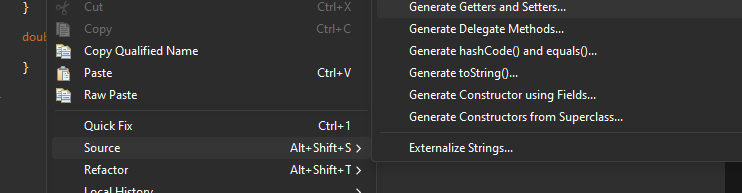 }
doub
}
Cut Ctrl+X
Copy Ctrl+C
Copy Qualified Name
Paste Ctrl+V
Raw Paste
Quick Fix Ctrl+1
Source Alt+Shift+S
Refactor Alt+Shift+T
Local History
Generate Getters and Setters...
Generate Delegate Methods...
Generate hashCode() and equals()...
Generate toString()...
Generate Constructor using Fields...
Generate Constructors from Superclass...
Externalize Strings...